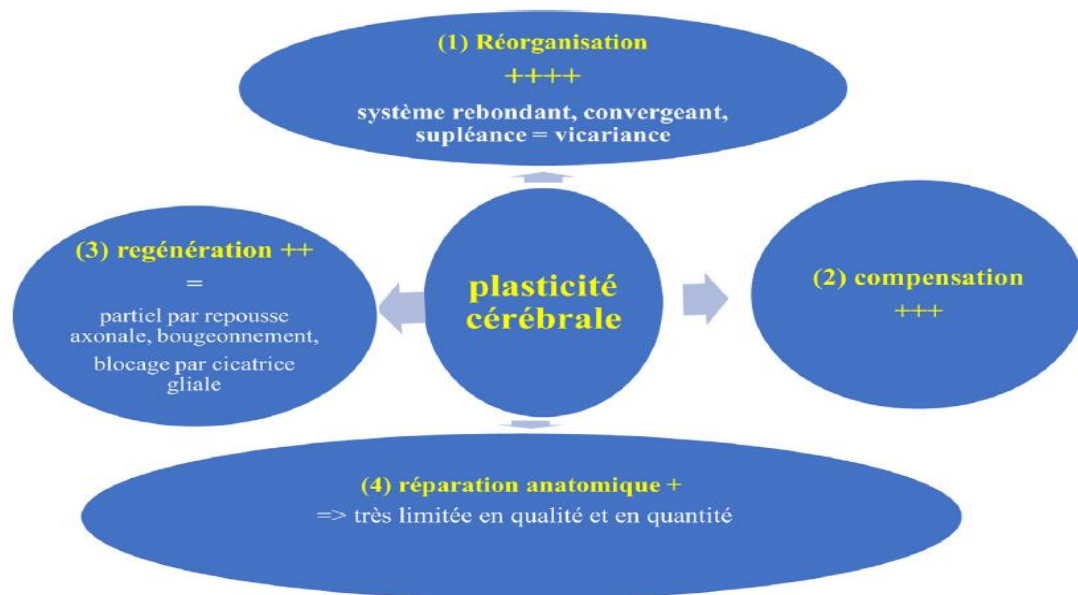 (1) Réorganisation
++++
système rebondant, convergeant,
supléance = vicariance
(3) regénération ++
=
partiel par repousse
axonale, bougeonnement,
blocage par cicatrice
gliale
plasticité
cérébrale
(2) compensation
+++
(4) réparation anatomique +
=> très limitée en qualité et en quantité